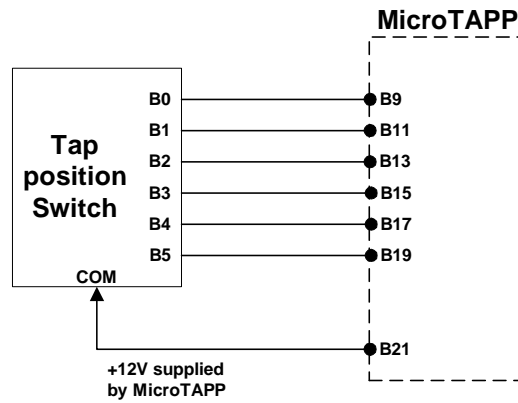 MicroTAPP
B0
B9
B1
B11
Tap
position
Switch
B2
B13
B3
B15
B4
B17
B5
B19
COM
B21
+12V supplied
by MicroTAPP